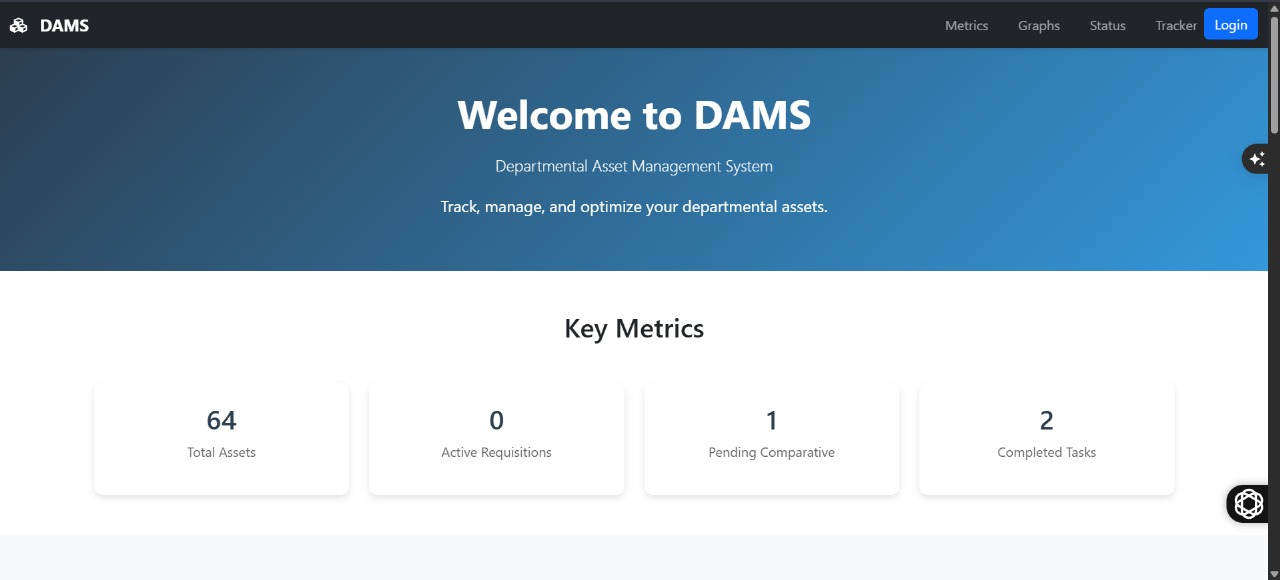 DAMS
Metrics Graphs Status Tracker Login
Welcome to DAMS
Departmental Asset Management System
Track, manage, and optimize your departmental assets.
Key Metrics
64 0 1 2
Total Assets Active Requisitions Pending Comparative Completed Tasks